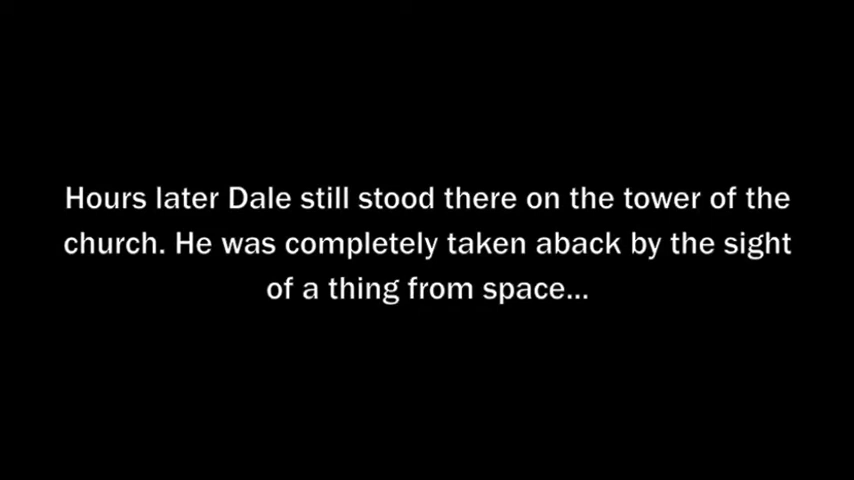 Hours later Dale still stood there on the tower of the
church. He was completely taken aback by the sight
of a thing from space...